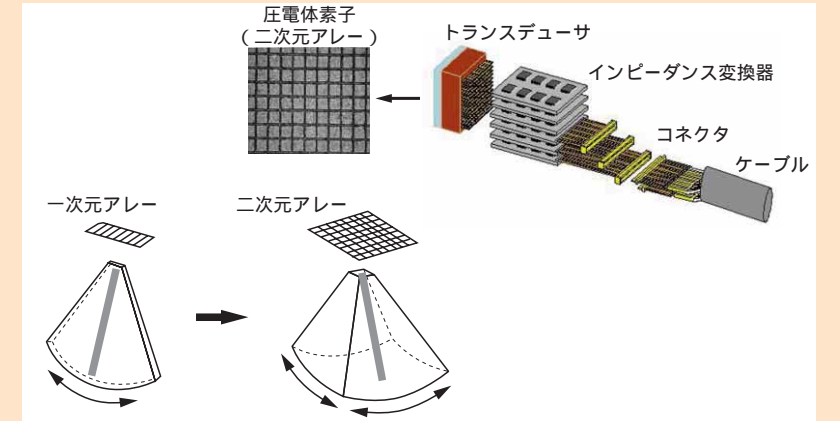 圧電体素子
(二次元アレー)
トランスデューサ
インピーダンス変換器
コネクタ
ケーブル
一次元アレー
二次元アレー